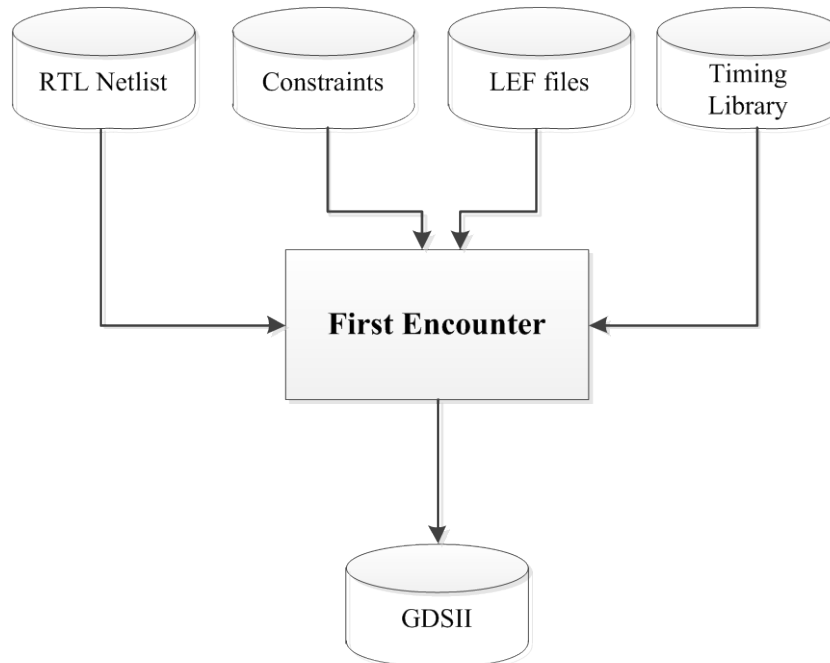 RTL Netlist
Constraints
LEF files
Timing
Library
First Encounter
GDSII